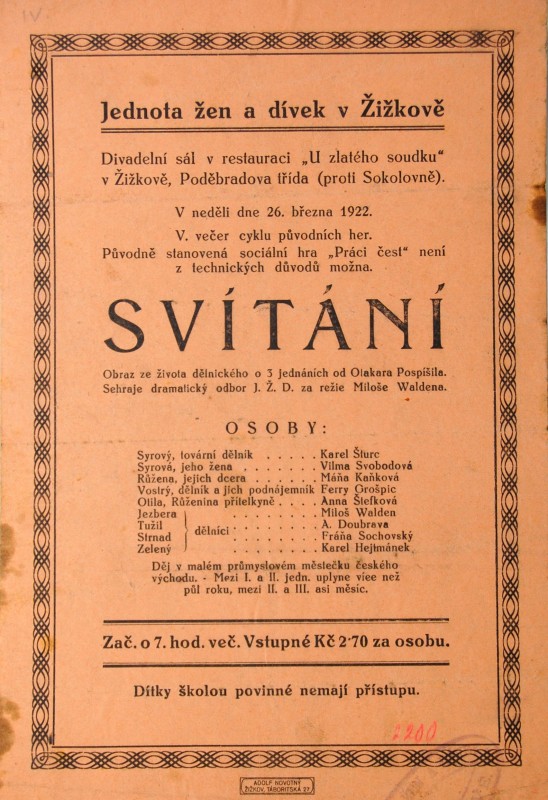 IV.
Jednota žen a dívek v Žižkově
Divadelní sál v restauraci „U zlatého soudku“
v Žižkově, Poděbradova třída (proti Sokolovně).
V neděli dne 26. března 1922.
V. večer cyklu původních her.
Původně stanovená sociální hra „Práci čest“ není
z technických důvodů možna.
SVÍTÁNÍ
Obraz ze života dělnického o 3 jednáních od Otakara Pospíšila.
Sehraje dramatický odbor J. Ž. D. za režie Miloše Waldena.
OSOBY:
Syrový, tovární dělník . . . . . Karel Šturc
Syrová, jeho žena . . . . . . . Vilma Svobodová
Růžena, jejich dcera . . . . . . Máňa Kaňková
Vostrý, dělník a jich podnájemník Ferry Grošpic
Otila, Růženina přítelkyně . . . . Anna Štefková
Jezbera . . . . . . . . Miloš Walden
Tužil . . . . . . . . A. Doubrava
dělníci
Strnad . . . . . . . . Fráňa Sochovský
Zelený . . . . . . . . Karel Hejtmánek
Děj v malém průmyslovém městečku českého
východu. - Mezi I. a II. jedn. uplyne více než
půl roku, mezi II. a III. asi měsíc.
Zač. o 7. hod. več. Vstupné Kč 2·70 za osobu.
Dítky školou povinné nemají přístupu.
2200
ADOLF NOVOTNÝ
ŽIŽKOV, TÁBORITSKÁ 22